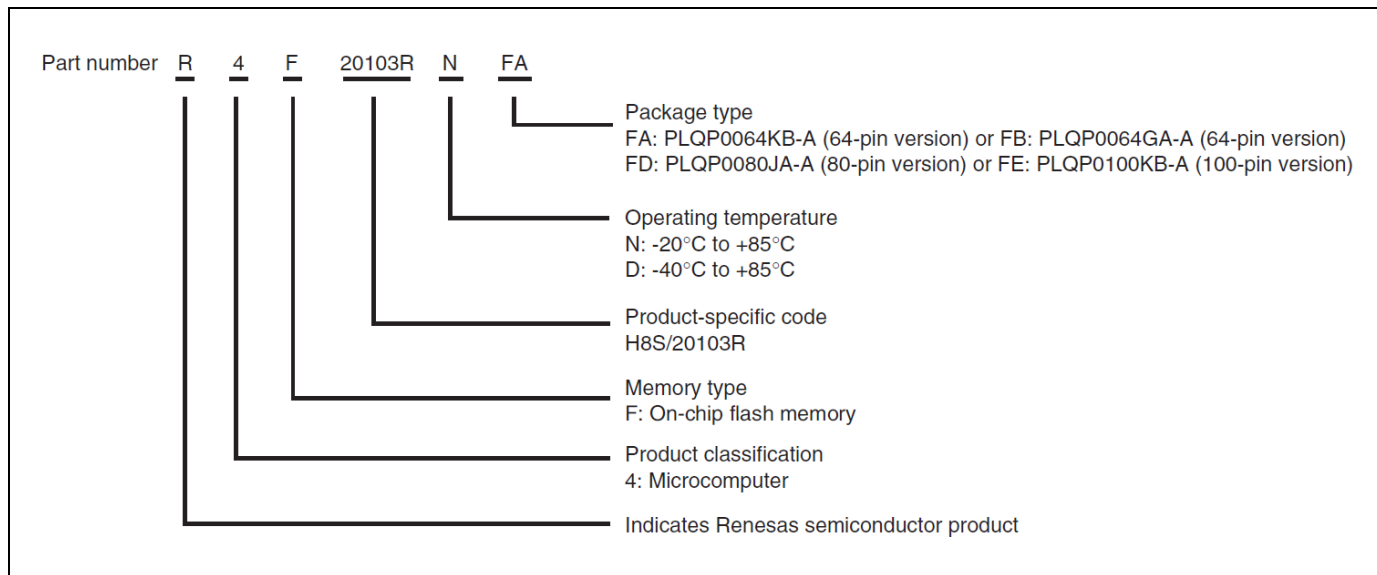 Part number R 4 F 20103R N FA
Package type
FA: PLQP0064KB-A (64-pin version) or FB: PLQP0064GA-A (64-pin version)
FD: PLQP0080JA-A (80-pin version) or FE: PLQP0100KB-A (100-pin version)
Operating temperature
N: -20°C to +85°C
D: -40°C to +85°C
Product-specific code
H8S/20103R
Memory type
F: On-chip flash memory
Product classification
4: Microcomputer
Indicates Renesas semiconductor product